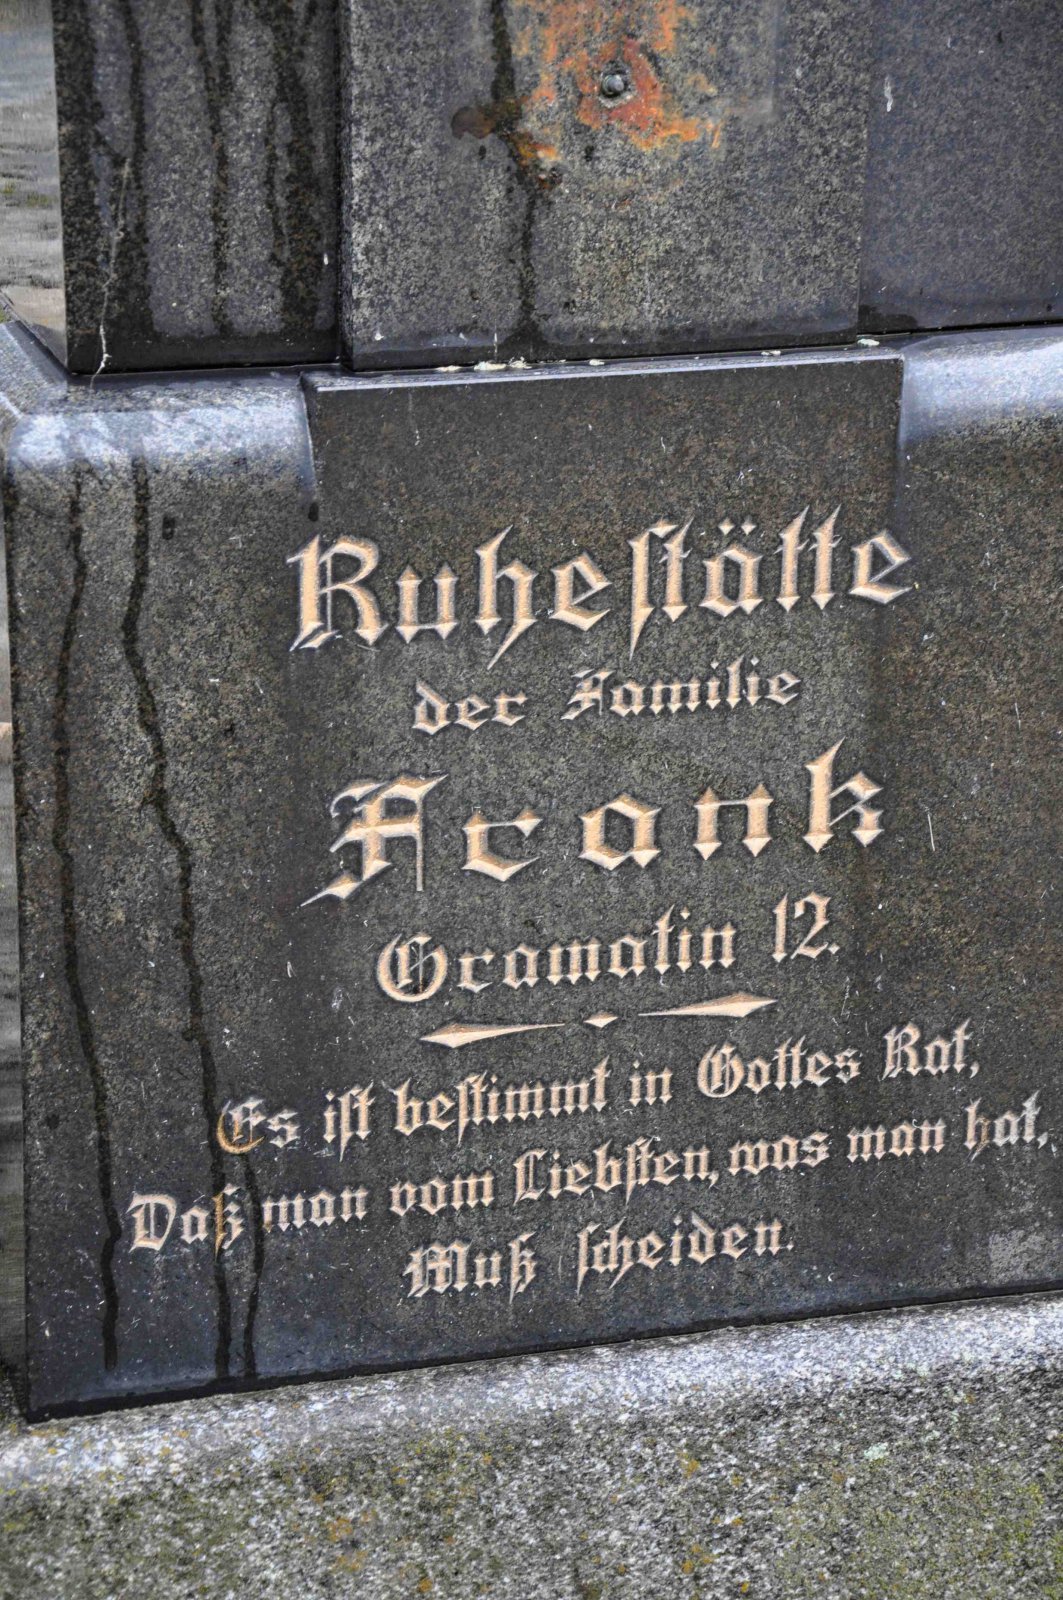 Ruhestätte
der Familie
Frank
Gramatin 12.
Es ist bestimmt in Gottes Rat,
Daß man vom Liebsten, was man hat,
Muß scheiden.